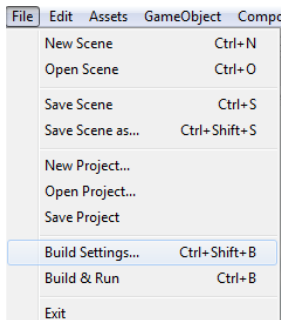 File Edit Assets GameObject Compo
New Scene Ctrl+N
Open Scene Ctrl+O
Save Scene Ctrl+S
Save Scene as... Ctrl+Shift+S
New Project...
Open Project...
Save Project
Build Settings... Ctrl+Shift+B
Build & Run Ctrl+B
Exit